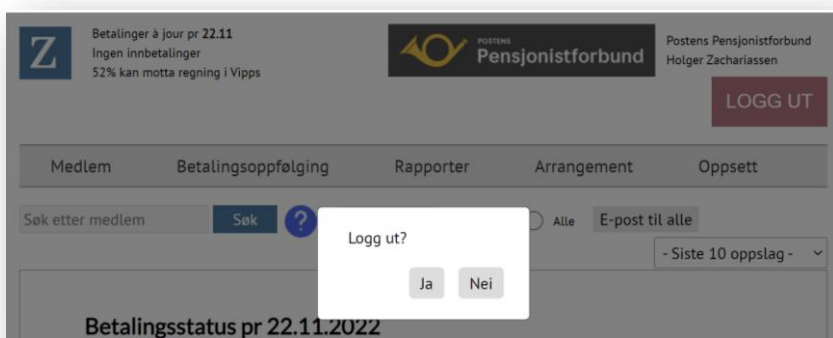 Z
Betalinger à jour pr 22.11
Ingen innbetalinger
52% kan motta regning i Vipps
POSTENS
Pensjonistforbund
Postens Pensjonistforbund
Holger Zachariassen
LOGG UT
Medlem Betalingsoppfølging Rapporter Arrangement Oppsett
Søk etter medlem Søk ? Alle E-post til alle
- Siste 10 oppslag -
Logg ut?
Ja Nei
Betalingsstatus pr 22.11.2022